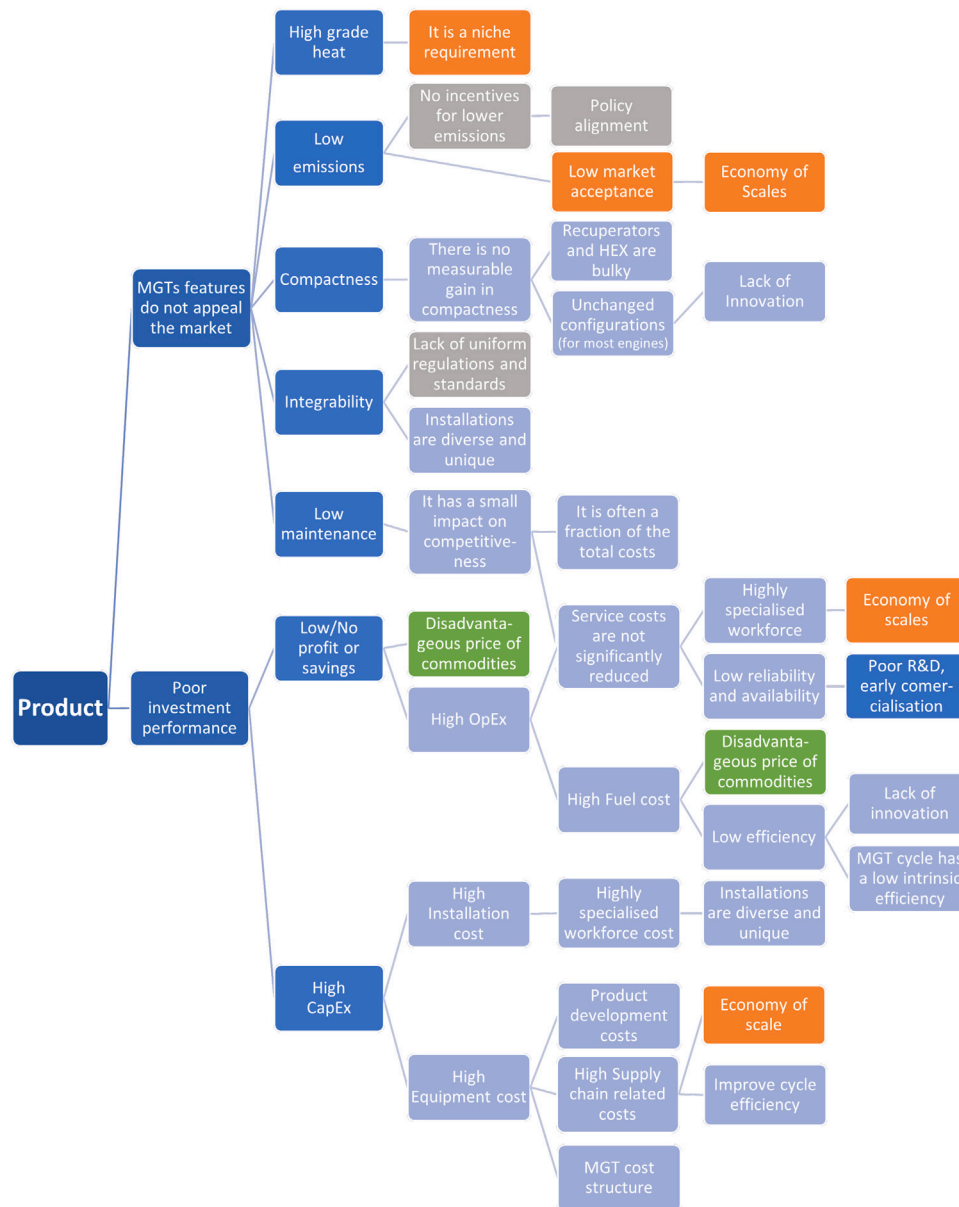 High grade
heat
It is a niche
requirement
No incentives
for lower
emissions
Policy
alignment
Low
emissions
Low market
acceptance
Economy of
Scales
Recuperators
and HEX are
bulky
MGTs features
do not appeal
the market
Compactness
There is no
measurable
gain in
compactness
Unchanged
configurations
(for most engines)
Lack of
Innovation
Lack of uniform
regulations and
standards
Integrability
Installations
are diverse and
unique
Low
maintenance
It has a small
impact on
competitive-
ness
It is often a
fraction of the
total costs
Low/No
profit or
savings
Disadvanta-
geous price of
commodities
Service costs
are not
significantly
reduced
Highly
specialised
workforce
Economy of
scales
Product
Poor
investment
performance
High OpEx
Low reliability
and availability
Poor R&D,
early comer-
cialisation
High Fuel cost
Disadvanta-
geous price of
commodities
Low efficiency
Lack of
innovation
MGT cycle has
a low intrinsic
efficiency
High
Installation
cost
Highly
specialised
workforce cost
Installations
are diverse and
unique
High
CapEx
Product
development
costs
Economy of
scale
High
Equipment cost
High Supply
chain related
costs
Improve cycle
efficiency
MGT cost
structure